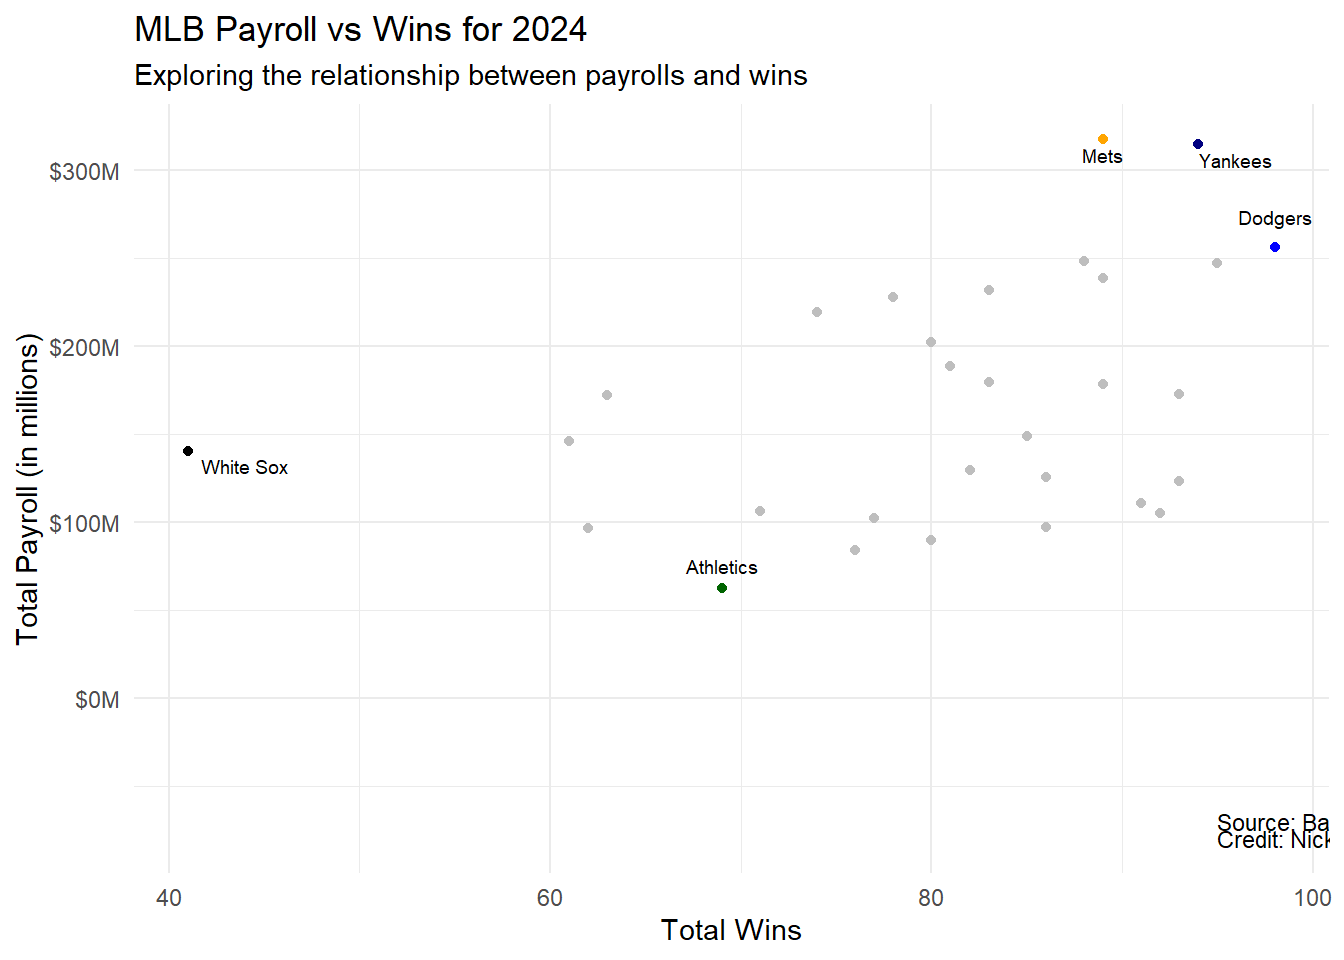 MLB Payroll vs Wins for 2024
Exploring the relationship between payrolls and wins
Total Payroll (in millions)
$300M
$200M
$100M
$0M
Mets
Yankees
Dodgers
White Sox
Athletics
Source: Ba
Credit: Nick
40 60 80 100
Total Wins